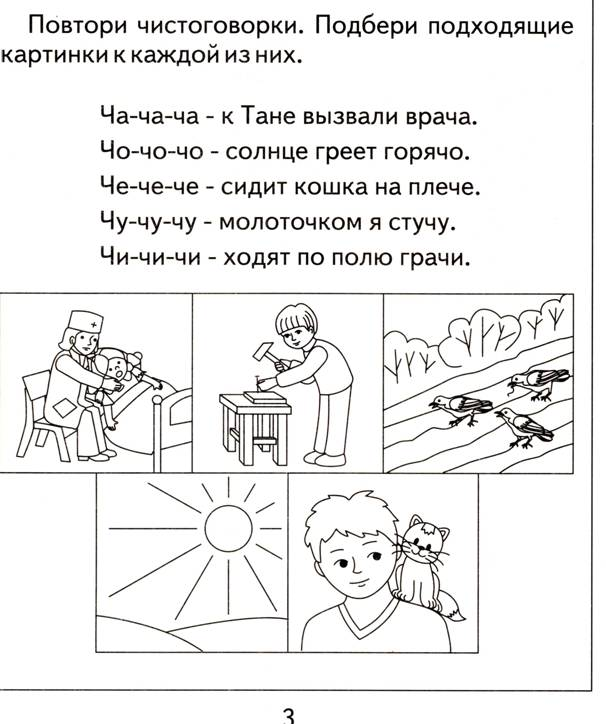 Повтори чистоговорки. Подбери подходящие
картинки к каждой из них.
Ча-ча-ча - к Тане вызвали врача.
Чо-чо-чо - солнце греет горячо.
Че-че-че - сидит кошка на плече.
Чу-чу-чу - молоточком я стучу.
Чи-чи-чи - ходят по полю грачи.
3